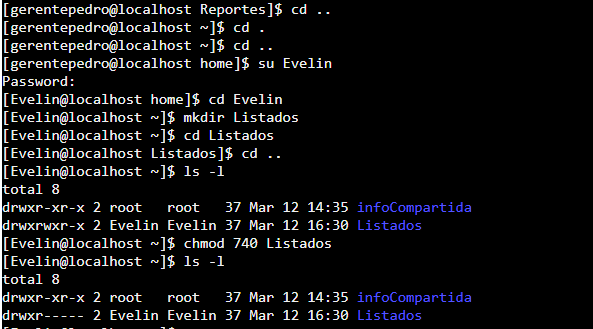 [gerentepedro@localhost Reportes]$ cd ..
[gerentepedro@localhost ~]$ cd .
[gerentepedro@localhost ~]$ cd ..
[gerentepedro@localhost home]$ su Evelin
Password:
[Evelin@localhost home]$ cd Evelin
[Evelin@localhost ~]$ mkdir Listados
[Evelin@localhost ~]$ cd Listados
[Evelin@localhost Listados]$ cd ..
[Evelin@localhost ~]$ ls -l
total 8
drwxr-xr-x 2 root   root   37 Mar 12 14:35 infoCompartida
drwxrwxr-x 2 Evelin Evelin 37 Mar 12 16:30 Listados
[Evelin@localhost ~]$ chmod 740 Listados
[Evelin@localhost ~]$ ls -l
total 8
drwxr-xr-x 2 root   root   37 Mar 12 14:35 infoCompartida
drwxr----- 2 Evelin Evelin 37 Mar 12 16:30 Listados